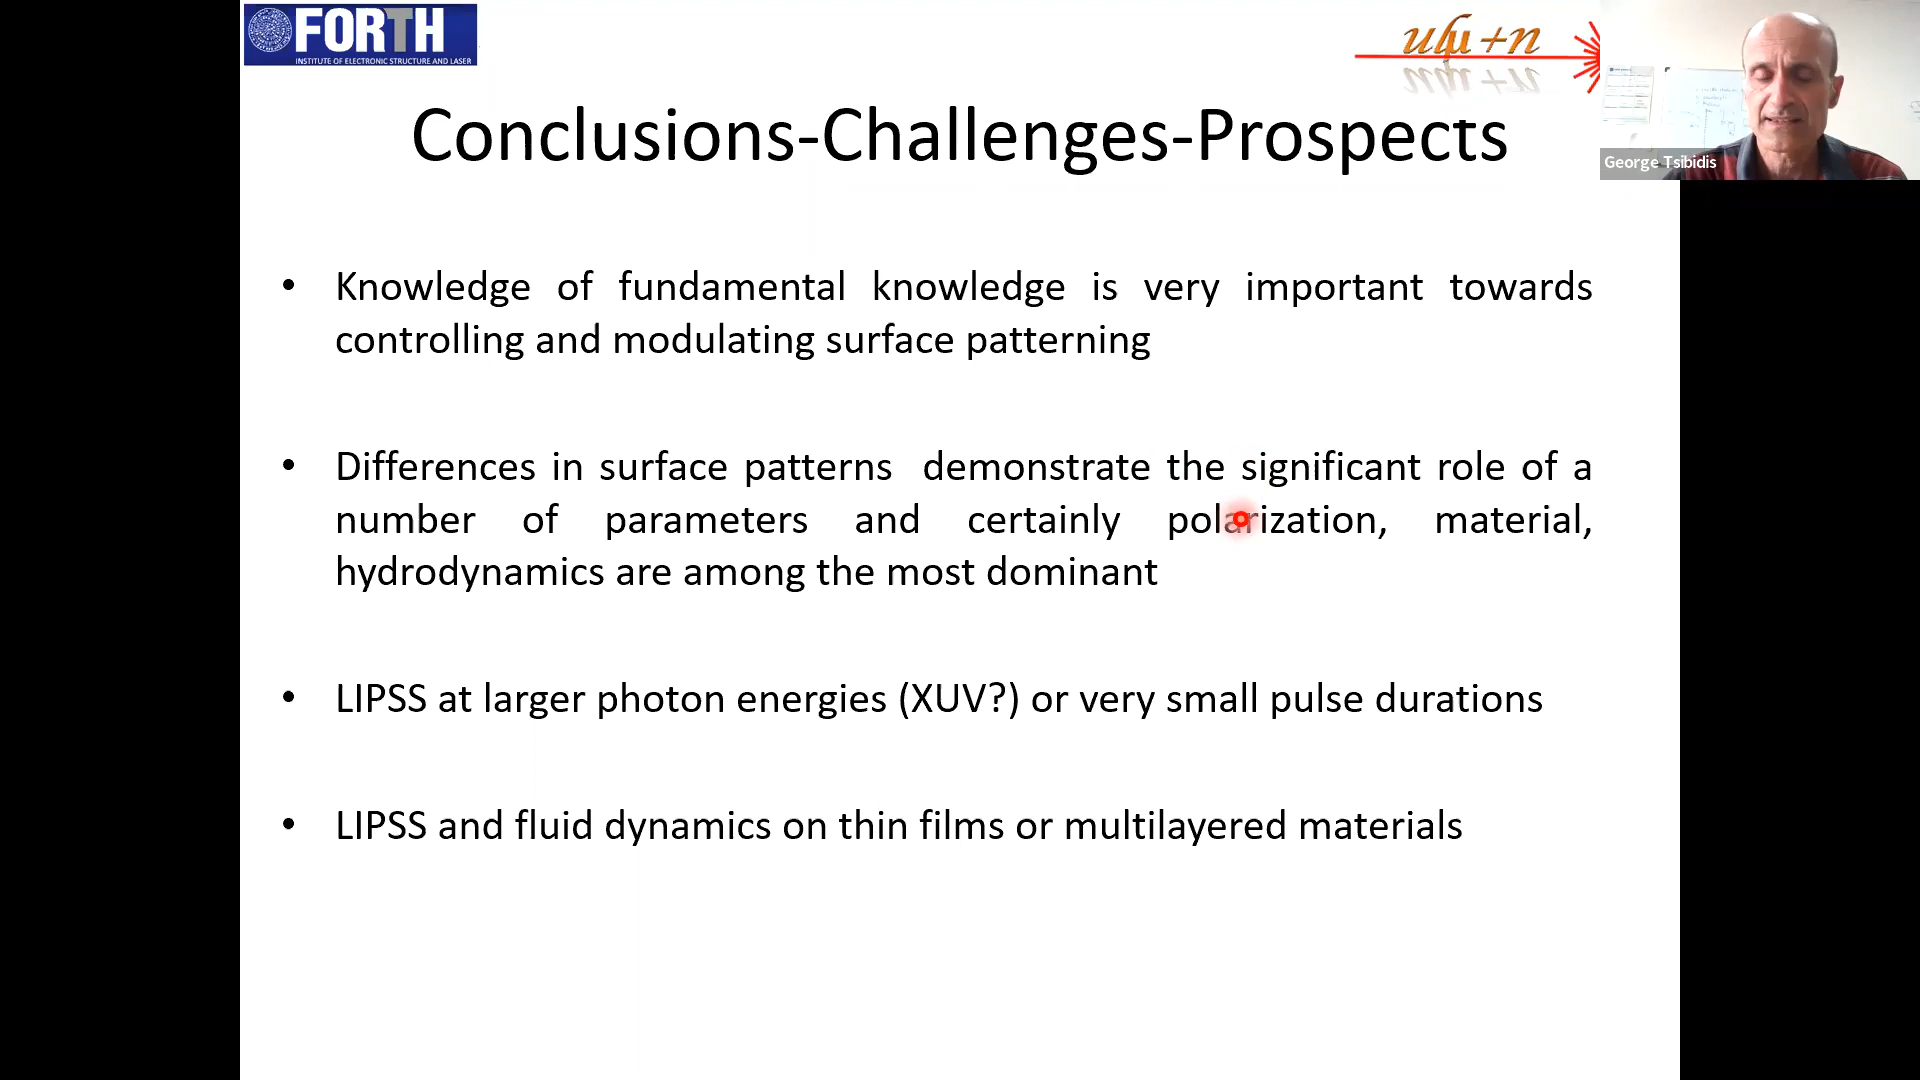 FORTH
INSTITUTE OF ELECTRONIC STRUCTURE AND LASER
George Tsibidis
Conclusions-Challenges-Prospects
• Knowledge of fundamental knowledge is very important towards
controlling and modulating surface patterning
• Differences in surface patterns demonstrate the significant role of a
number of parameters and certainly polarization, material,
hydrodynamics are among the most dominant
• LIPSS at larger photon energies (XUV?) or very small pulse durations
• LIPSS and fluid dynamics on thin films or multilayered materials